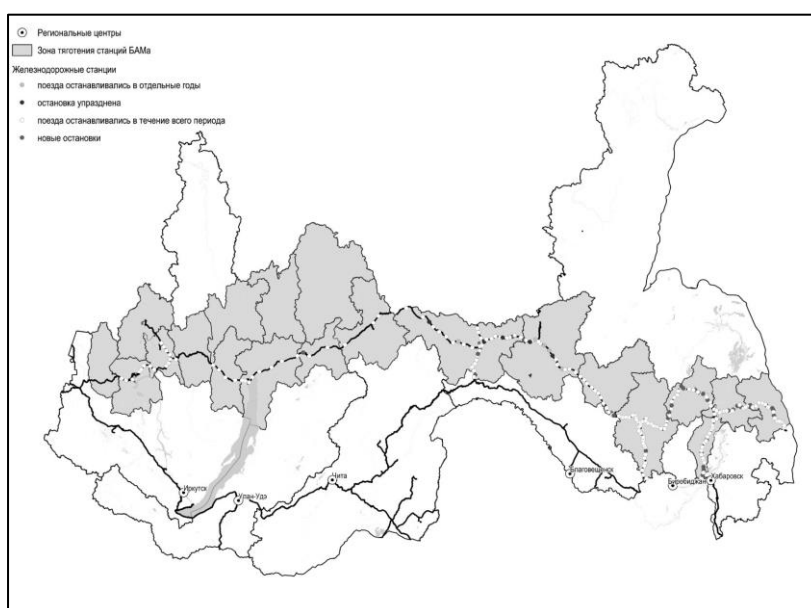 Региональные центры
Зона тяготения станций БАМа
Железнодорожные станции
поезда останавливались в отдельные годы
остановка упразднена
поезда останавливались в течение всего периода
новые остановки
Иркутск
Улан-Удэ
Чита
Благовещенск
Биробиджан
Хабаровск